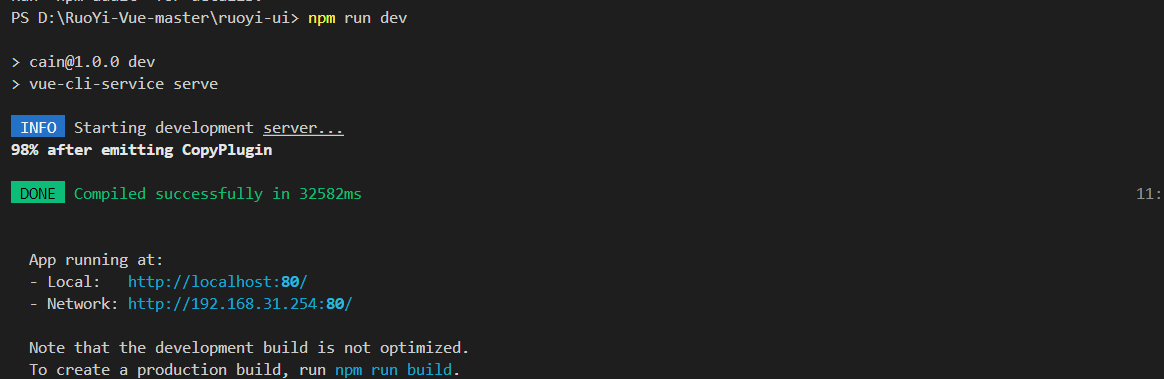 PS D:\RuoYi-Vue-master\ruoyi-ui> npm run dev
> cain@1.0.0 dev
> vue-cli-service serve
INFO Starting development server...
98% after emitting CopyPlugin
DONE Compiled successfully in 32582ms 11:
App running at:
- Local: http://localhost:80/
- Network: http://192.168.31.254:80/
Note that the development build is not optimized.
To create a production build, run npm run build.